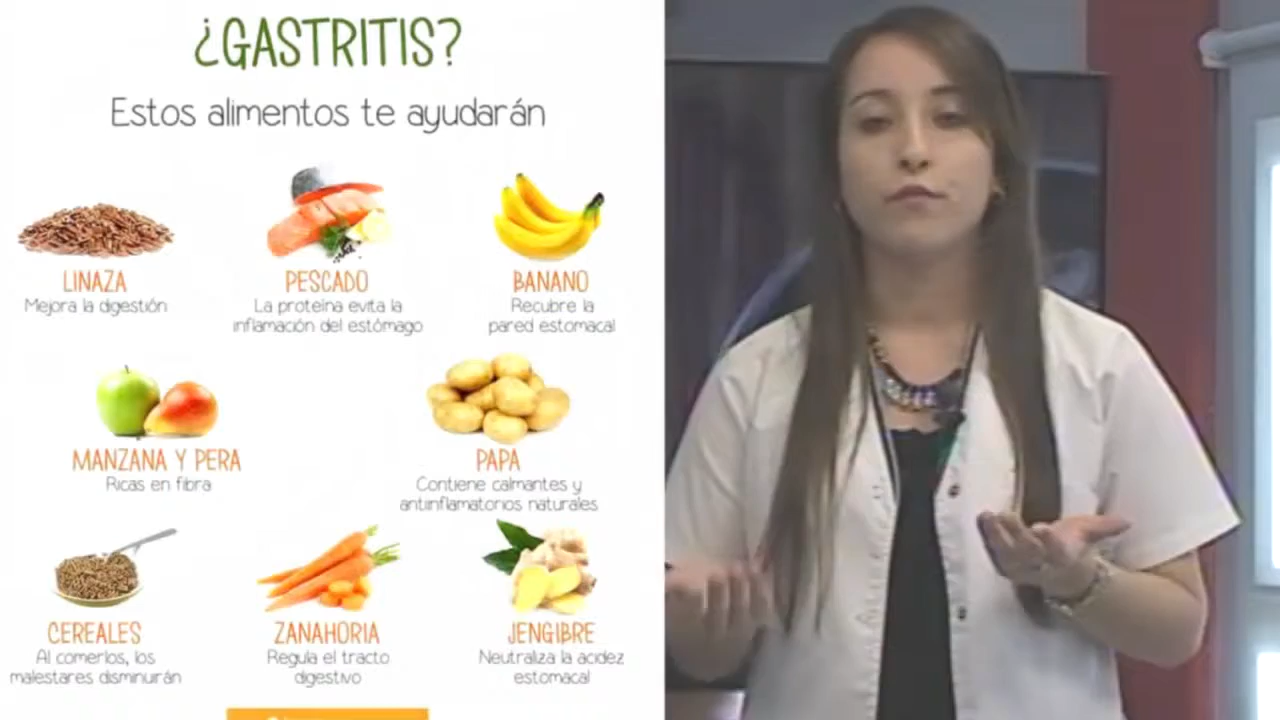 ¿GASTRITIS?
Estos alimentos te ayudarán
LINAZA
Mejora la digestión
PESCADO
La proteína evita la
inflamación del estómago
BANANO
Recubre la
pared estomacal
MANZANA Y PERA
Ricas en fibra
PAPA
Contiene calmantes y
antiinflamatorios naturales
CEREALES
Al comerlos, los
malestares disminuirán
ZANAHORIA
Regula el tracto
digestivo
JENGIBRE
Neutraliza la acidez
estomacal